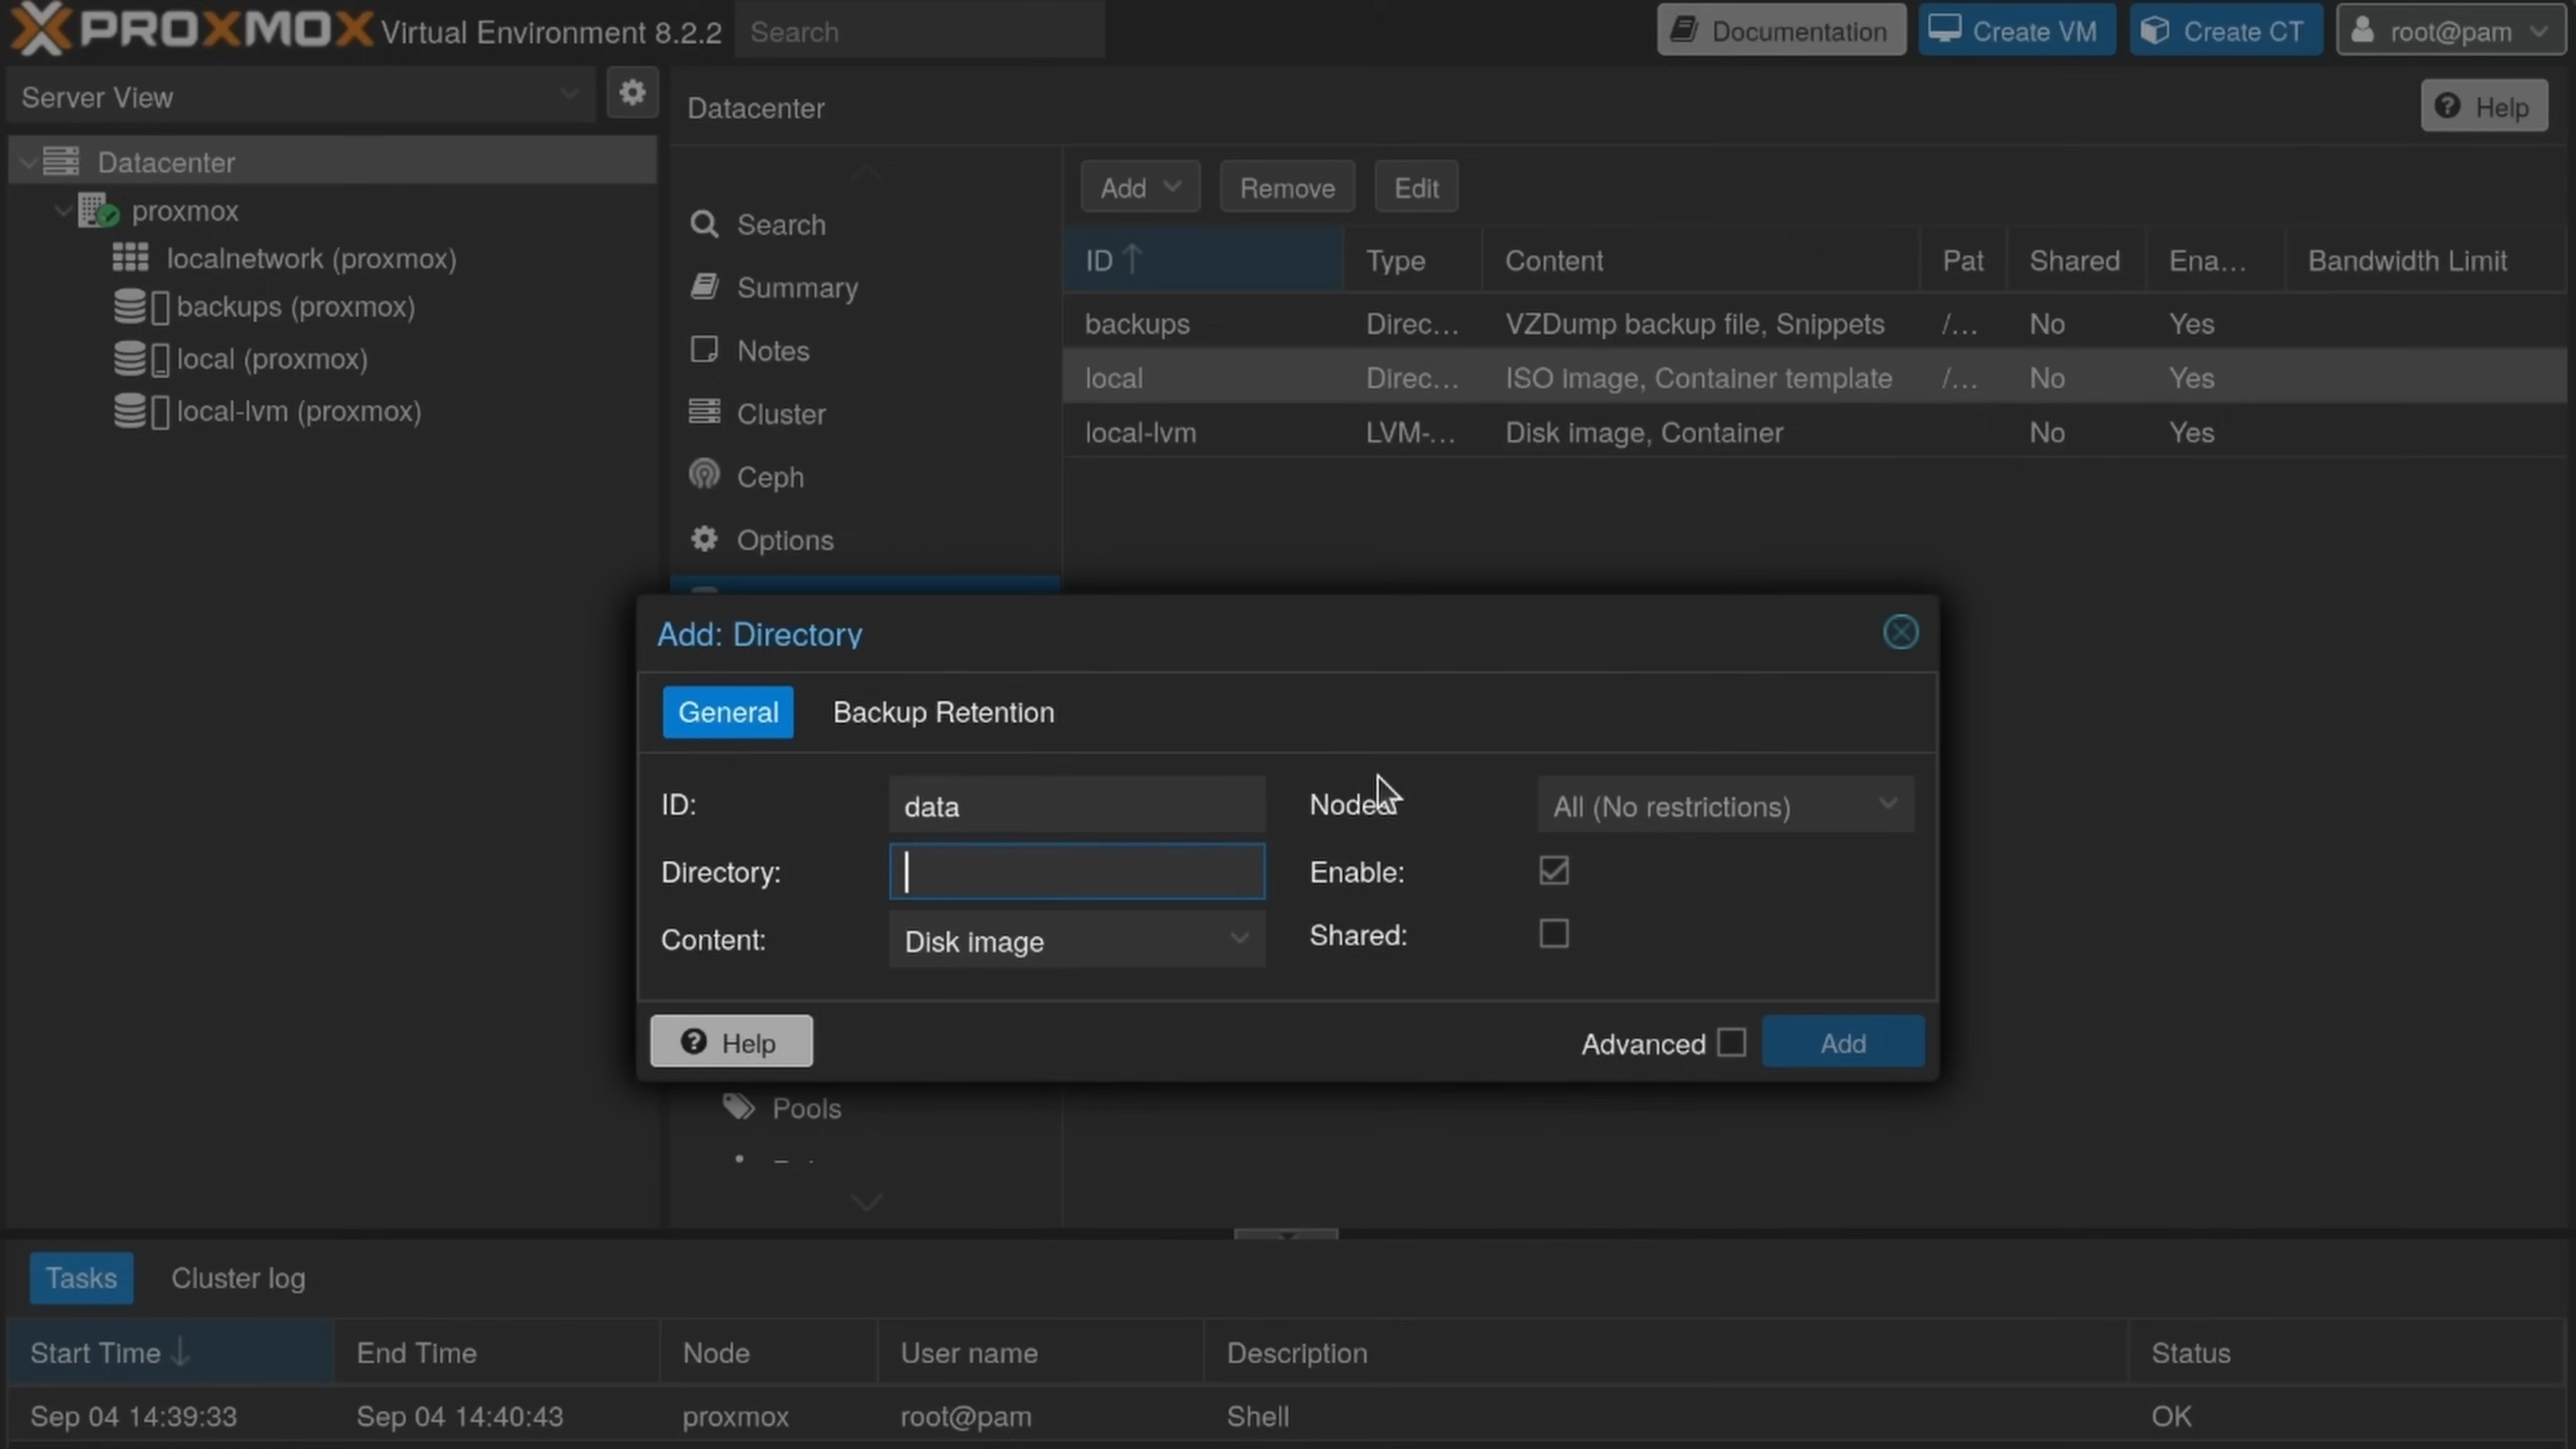 PROXMOX Virtual Environment 8.2.2 Search Documentation Create VM Create CT root@pam
Server View
Datacenter
Help
Datacenter
proxmox
localnetwork (proxmox)
backups (proxmox)
local (proxmox)
local-lvm (proxmox)
Search
Summary
Notes
Cluster
Ceph
Options
Pools
Add Remove Edit
ID Type Content Pat Shared Ena... Bandwidth Limit
backups Direc... VZDump backup file, Snippets /... No Yes
local Direc... ISO image, Container template /... No Yes
local-lvm LVM-... Disk image, Container No Yes
Add: Directory
General Backup Retention
ID: data Nodes All (No restrictions)
Directory: Enable:
Content: Disk image Shared:
Help Advanced Add
Tasks Cluster log
Start Time End Time Node User name Description Status
Sep 04 14:39:33 Sep 04 14:40:43 proxmox root@pam Shell OK